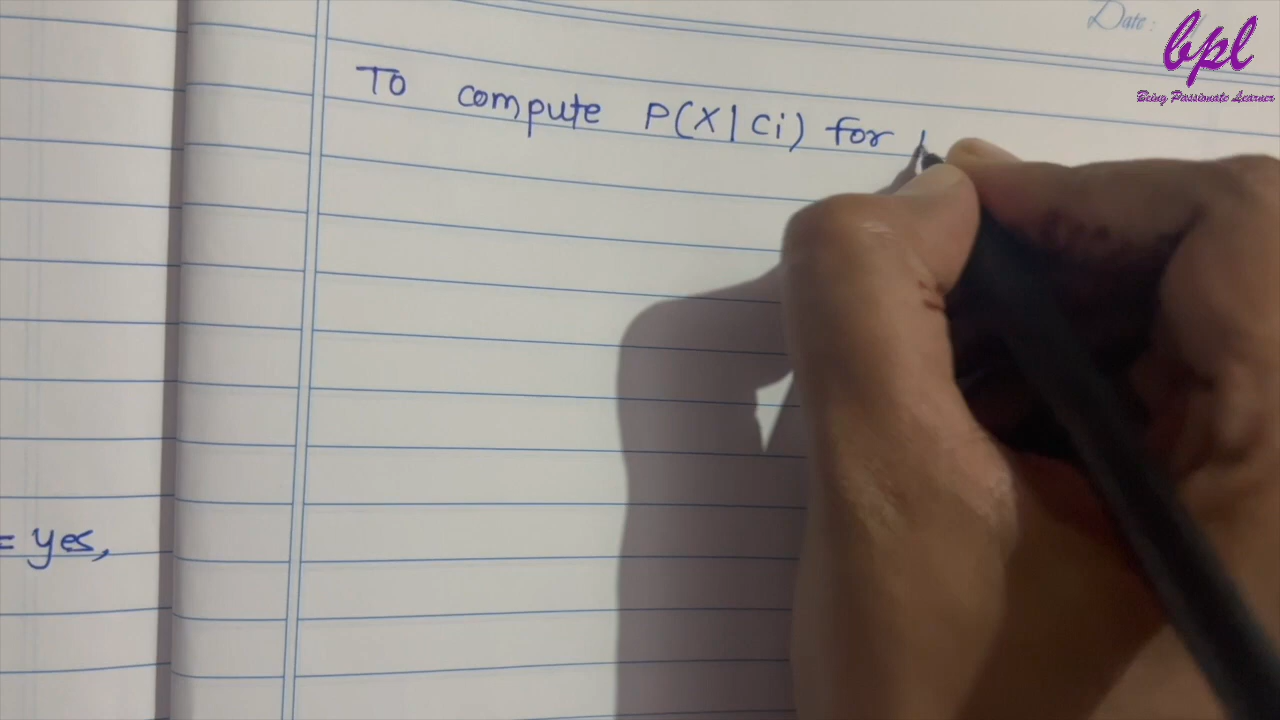 Date :
bpl
Being Passionate Learner
To compute P(X|Ci) for
= yes,